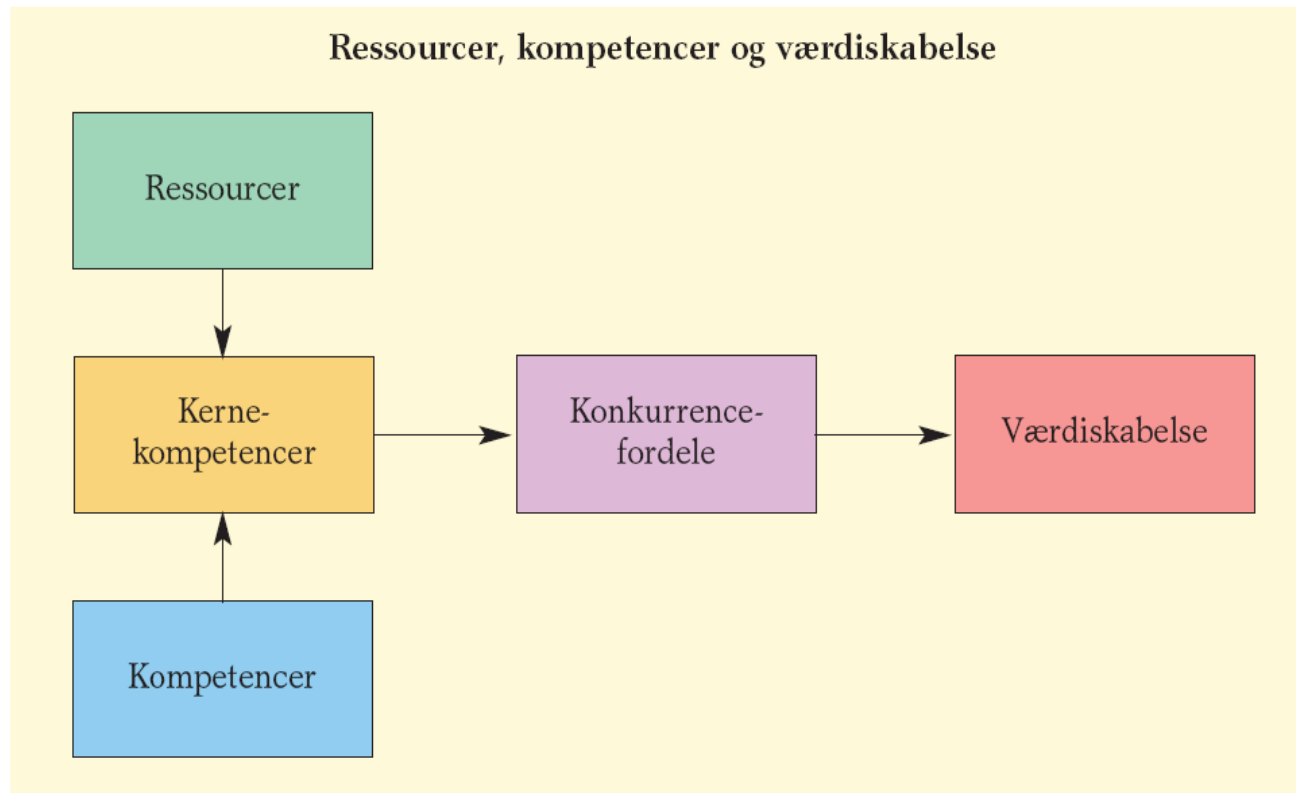 Ressourcer, kompetencer og værdiskabelse
Ressourcer
Kerne-
kompetencer
Konkurrence-
fordele
Værdiskabelse
Kompetencer